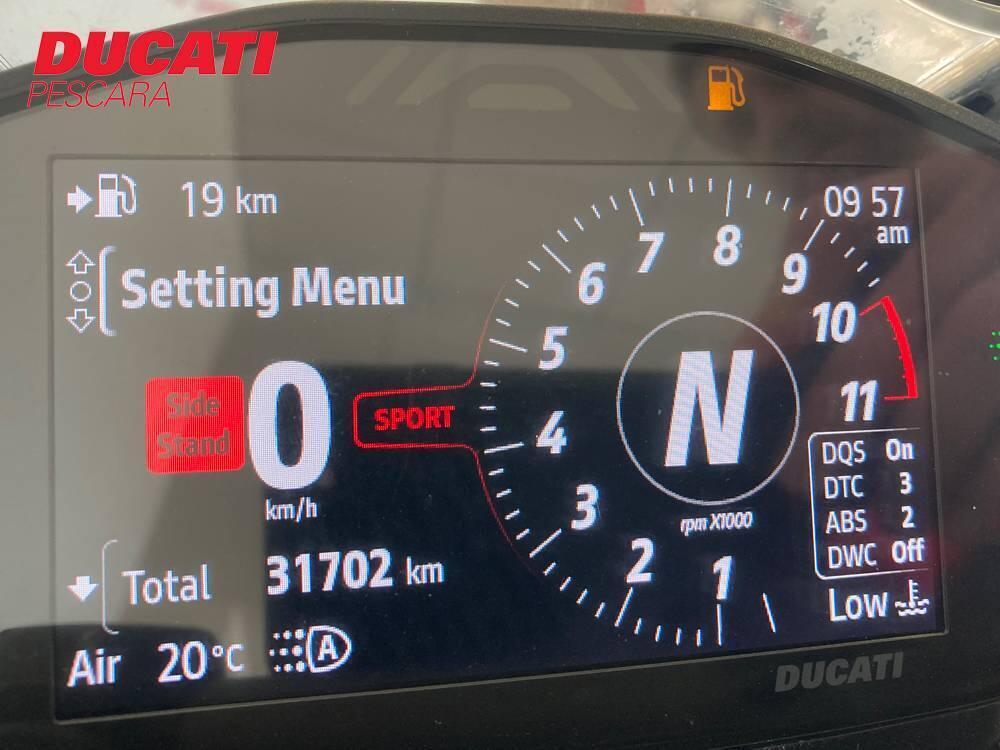 DUCATI
PESCARA
19 km
09 57
am
Setting Menu
Side
Stand
0
km/h
SPORT
1
2
3
4
5
6
7
8
9
10
11
N
rpm X1000
DQS On
DTC 3
ABS 2
DWC Off
Total 31702 km
Low
Air 20°C
A
DUCATI